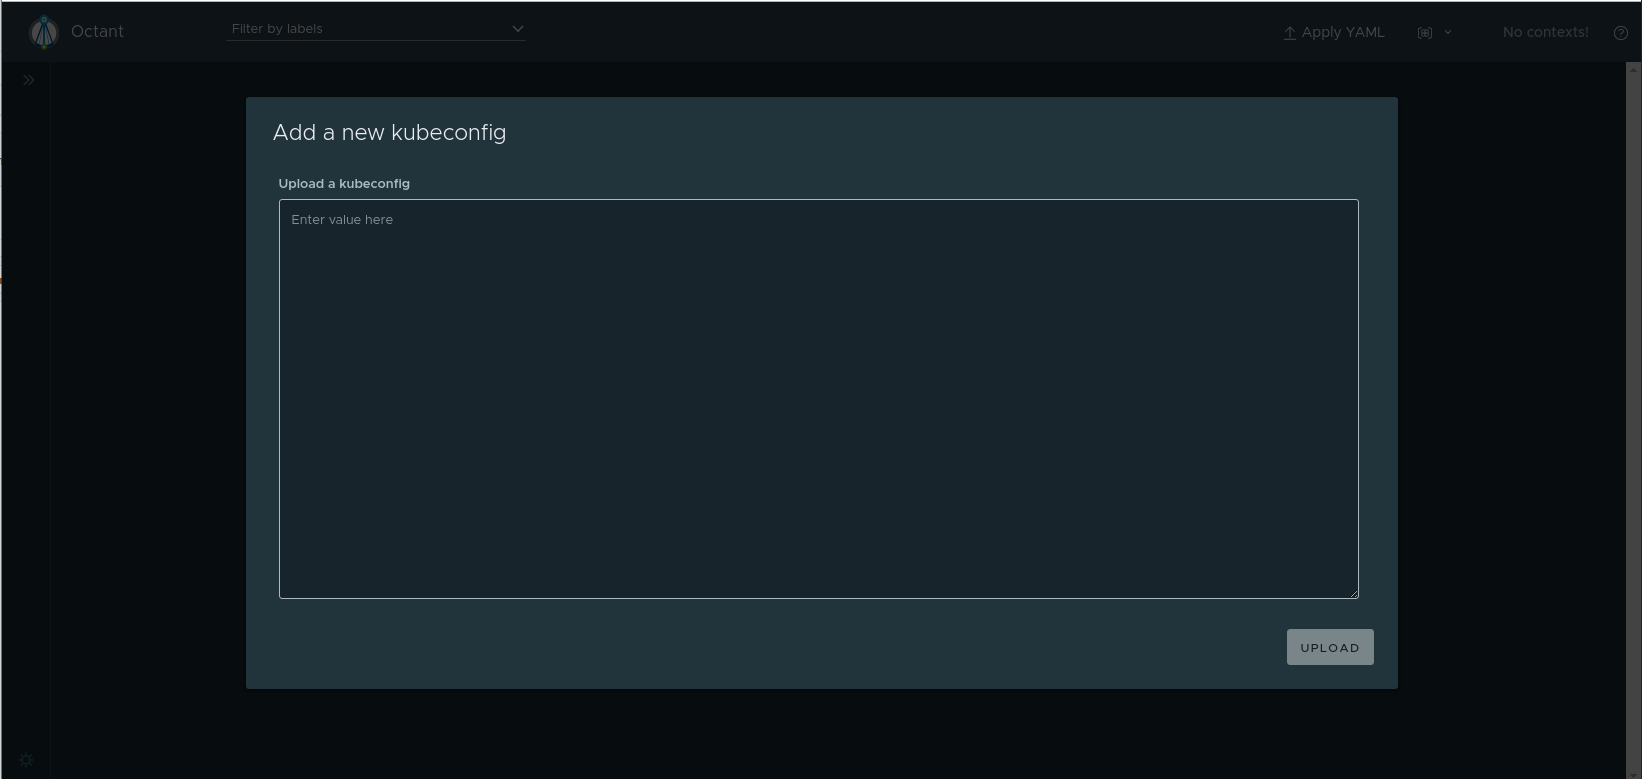 Octant
Filter by labels
Apply YAML
No contexts!
Add a new kubeconfig
Upload a kubeconfig
Enter value here
UPLOAD